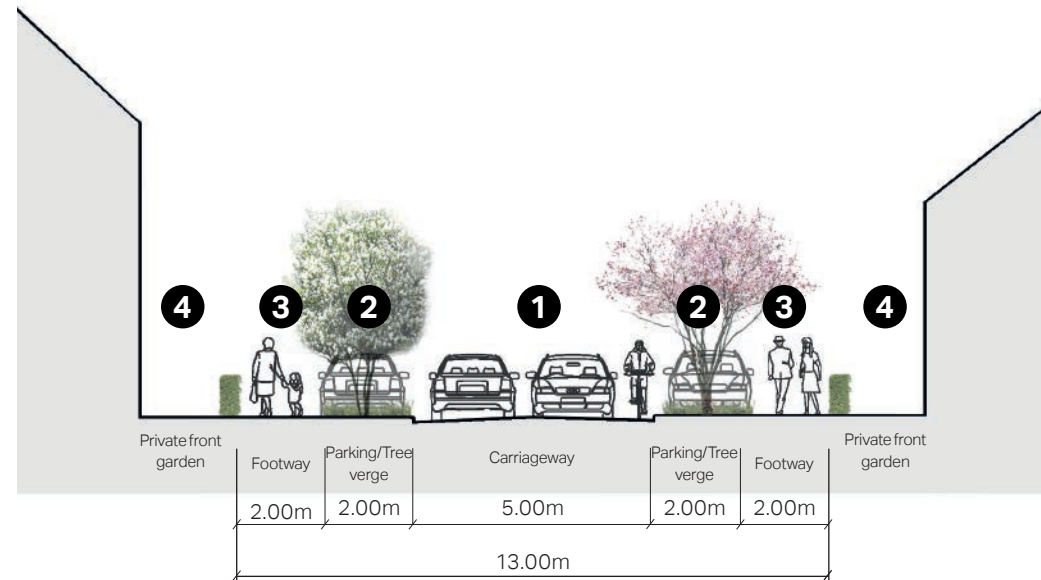 4
3
2
1
2
3
4
Private front
garden
Footway
Parking/Tree
verge
Carriageway
Parking/Tree
verge
Footway
Private front
garden
2.00m
2.00m
5.00m
2.00m
2.00m
13.00m